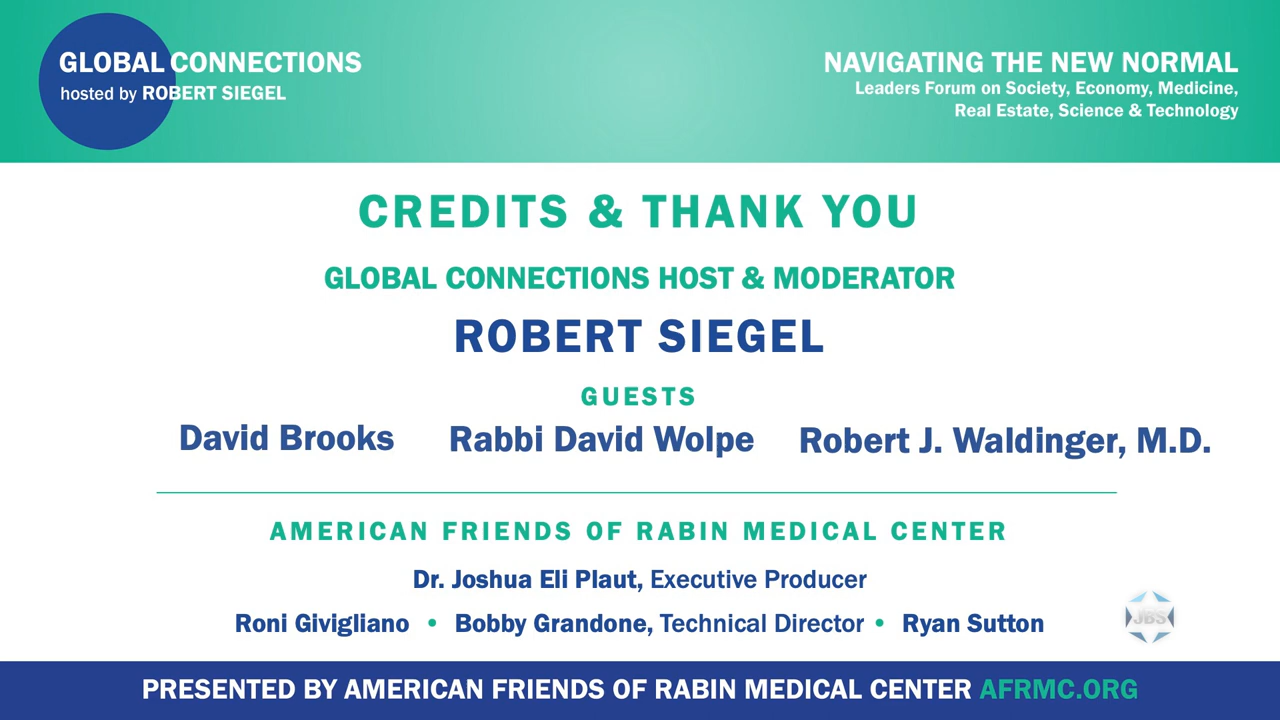 GLOBAL CONNECTIONS
hosted by ROBERT SIEGEL
NAVIGATING THE NEW NORMAL
Leaders Forum on Society, Economy, Medicine,
Real Estate, Science & Technology
CREDITS & THANK YOU
GLOBAL CONNECTIONS HOST & MODERATOR
ROBERT SIEGEL
GUESTS
David Brooks Rabbi David Wolpe Robert J. Waldinger, M.D.
AMERICAN FRIENDS OF RABIN MEDICAL CENTER
Dr. Joshua Eli Plaut, Executive Producer
Roni Givigliano • Bobby Grandone, Technical Director • Ryan Sutton
JBS
PRESENTED BY AMERICAN FRIENDS OF RABIN MEDICAL CENTER AFRMC.ORG